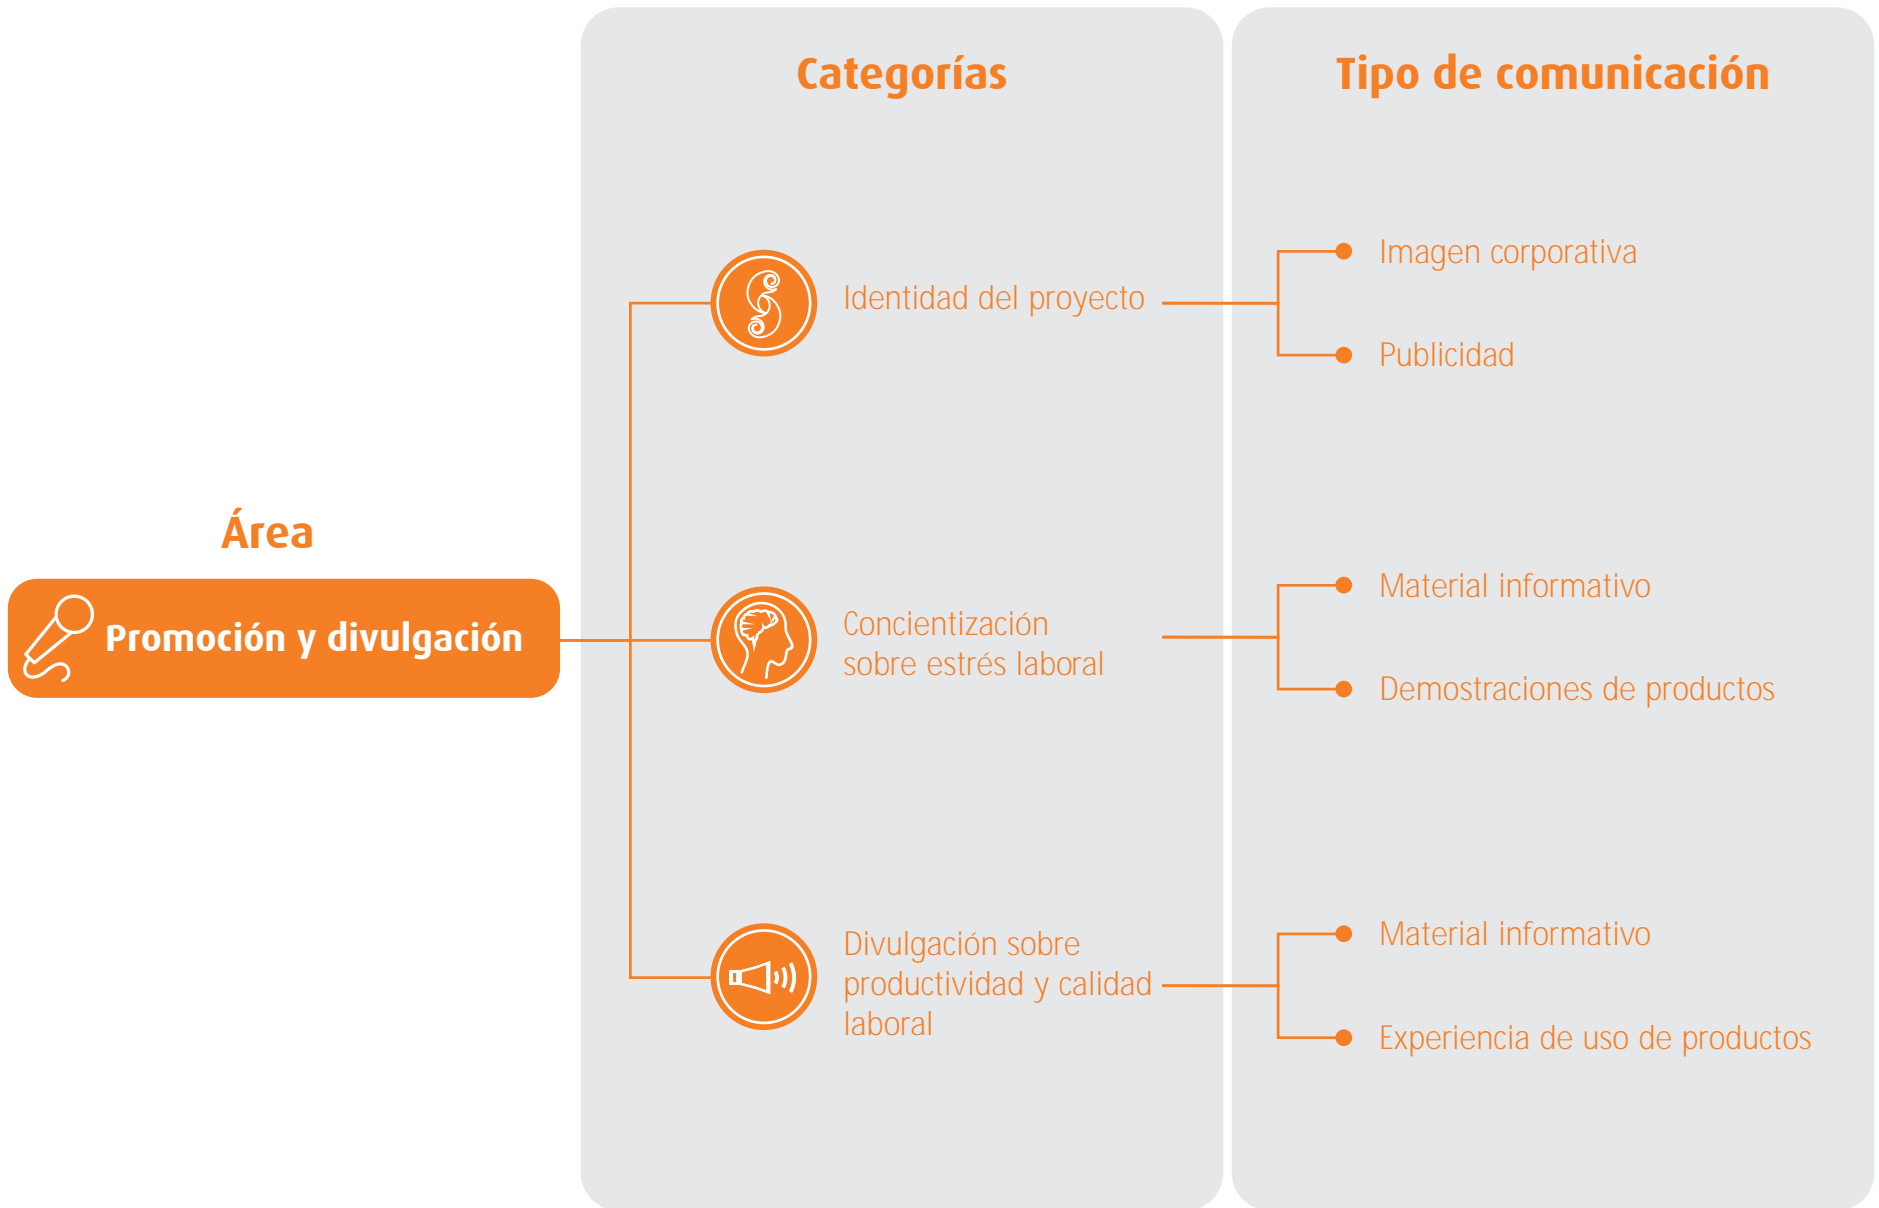 Categorías
Tipo de comunicación
Área
Promoción y divulgación
Identidad del proyecto
Imagen corporativa
Publicidad
Concientización
sobre estrés laboral
Material informativo
Demostraciones de productos
Divulgación sobre
productividad y calidad
laboral
Material informativo
Experiencia de uso de productos